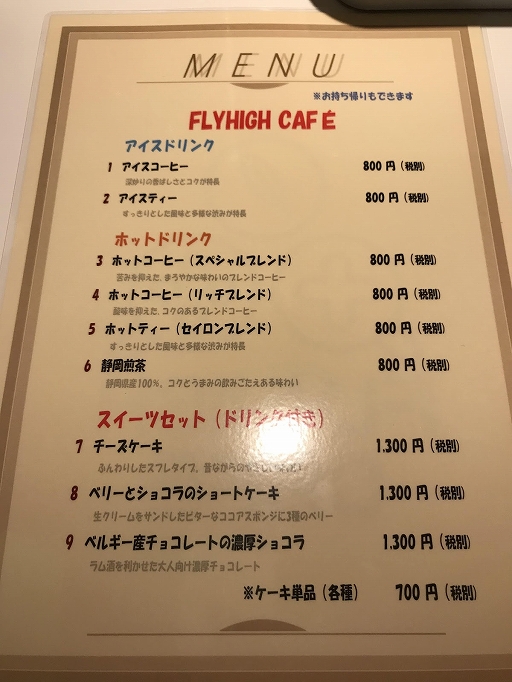 MENU
※お持ち帰りもできます
FLYHIGH CAFÉ
アイスドリンク
1 アイスコーヒー 800 円（税別）
深炒りの香ばしさとコクが特長
2 アイスティー 800 円（税別）
すっきりとした風味と多様な渋みが特長
ホットドリンク
3 ホットコーヒー（スペシャルブレンド） 800 円（税別）
苦みを抑えた、まろやかな味わいのブレンドコーヒー
4 ホットコーヒー（リッチブレンド） 800 円（税別）
酸味を抑えた、コクのあるブレンドコーヒー
5 ホットティー（セイロンブレンド） 800 円（税別）
すっきりとした風味と多様な渋みが特長
6 静岡煎茶 800 円（税別）
静岡県産100%、コクとうまみの飲みごたえある味わい
スイーツセット（ドリンク付き）
7 チーズケーキ 1,300 円（税別）
ふんわりしたスフレタイプ、昔ながらの
8 ベリーとショコラのショートケーキ 1,300 円（税別）
生クリームをサンドしたビターなココアスポンジに3種のベリー
9 ベルギー産チョコレートの濃厚ショコラ 1,300 円（税別）
ラム酒を利かせた大人向け濃厚チョコレート
※ケーキ単品（各種） 700 円（税別）